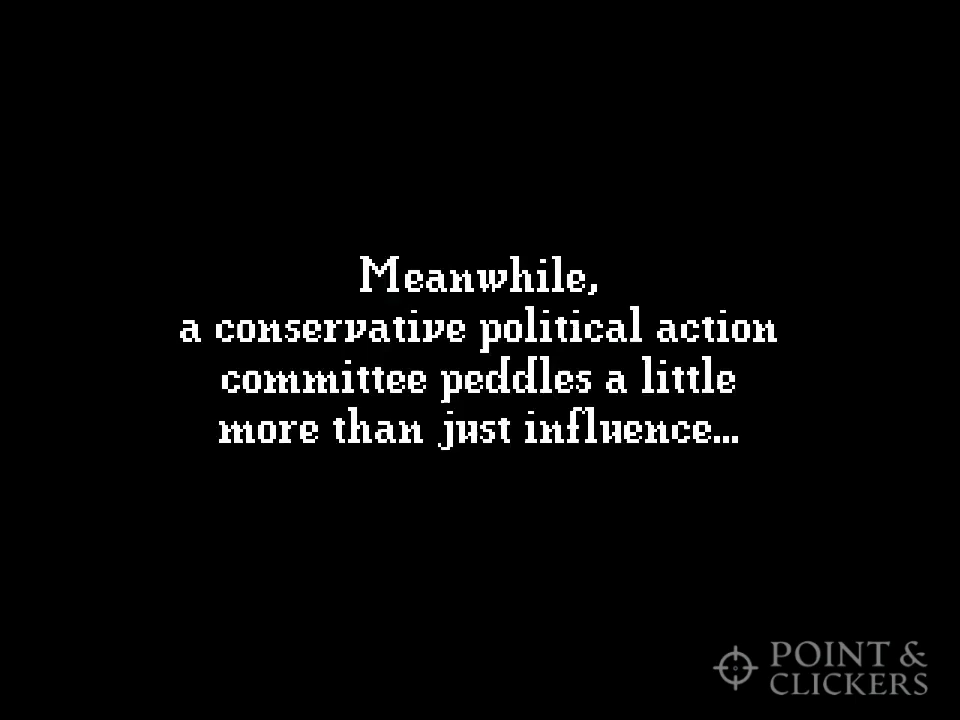 Meanwhile,
a conservative political action
committee peddles a little
more than just influence...
POINT &
CLICKERS